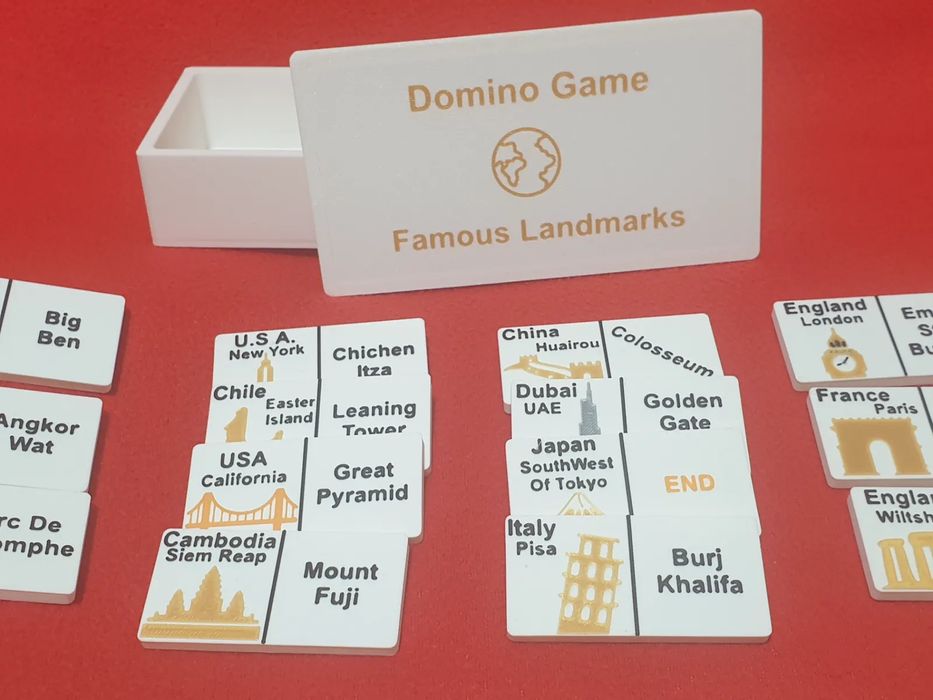 Domino Game
Famous Landmarks
Big
Ben
Angkor
Wat
De
U.S A.
New York
Chichen
Itza
Chile
Easter
Island
Leaning
Tower
USA
California
Great
Pyramid
Cambodia
Siem Reap
Mount
Fuji
China
Huairou
Colosseum
Dubai
UAE
Golden
Gate
Japan
SouthWest
Of Tokyo
END
Italy
Pisa
Burj
Khalifa
England
London
France
Paris